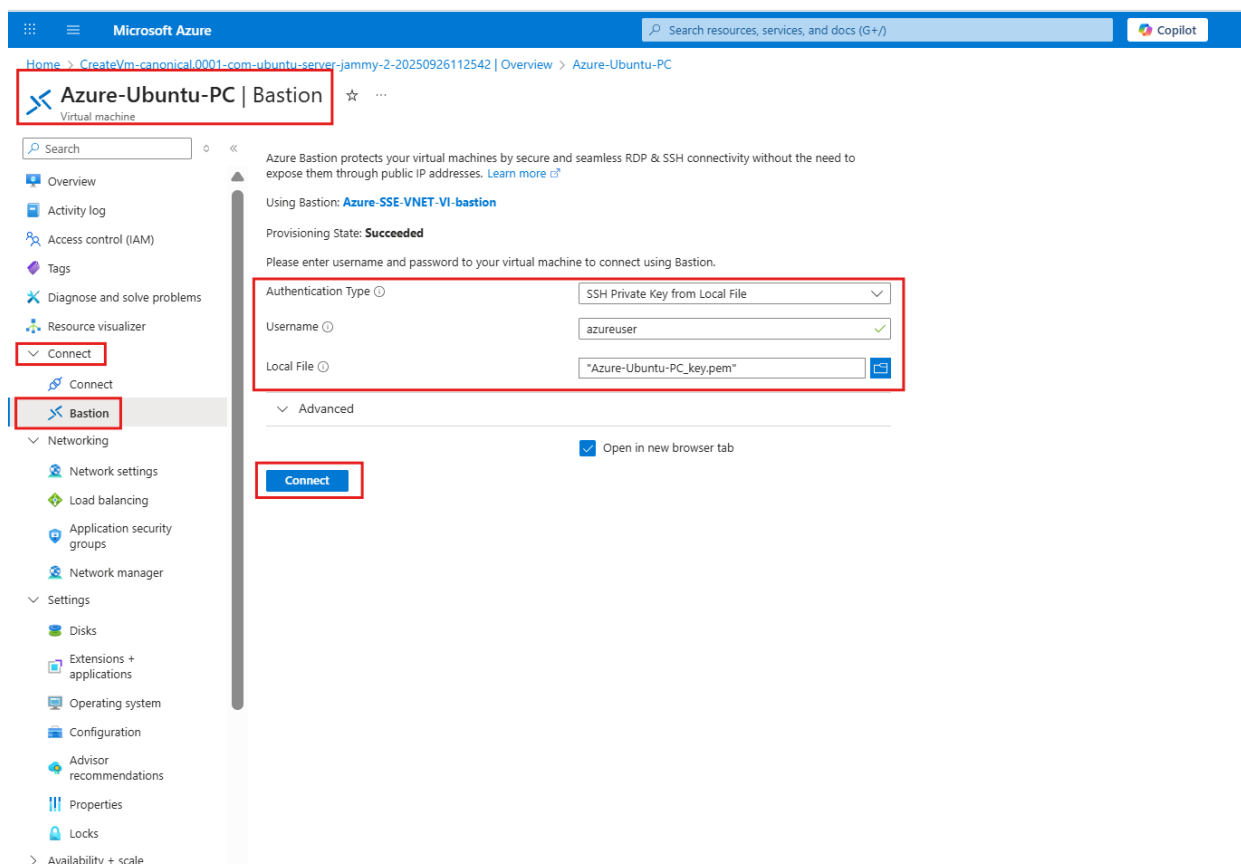 Microsoft Azure
Search resources, services, and docs (G+/)
Copilot
Home > CreateVm-canonical.0001-com-ubuntu-server-jammy-2-20250926112542 | Overview > Azure-Ubuntu-PC
Azure-Ubuntu-PC | Bastion
Virtual machine
Search
Overview
Activity log
Access control (IAM)
Tags
Diagnose and solve problems
Resource visualizer
Connect
Connect
Bastion
Networking
Network settings
Load balancing
Application security
groups
Network manager
Settings
Disks
Extensions +
applications
Operating system
Configuration
Advisor
recommendations
Properties
Locks
Availability + scale
Azure Bastion protects your virtual machines by secure and seamless RDP & SSH connectivity without the need to
expose them through public IP addresses. Learn more
Using Bastion: Azure-SSE-VNET-VI-bastion
Provisioning State: Succeeded
Please enter username and password to your virtual machine to connect using Bastion.
Authentication Type
SSH Private Key from Local File
Username
azureuser
Local File
"Azure-Ubuntu-PC_key.pem"
Advanced
Open in new browser tab
Connect